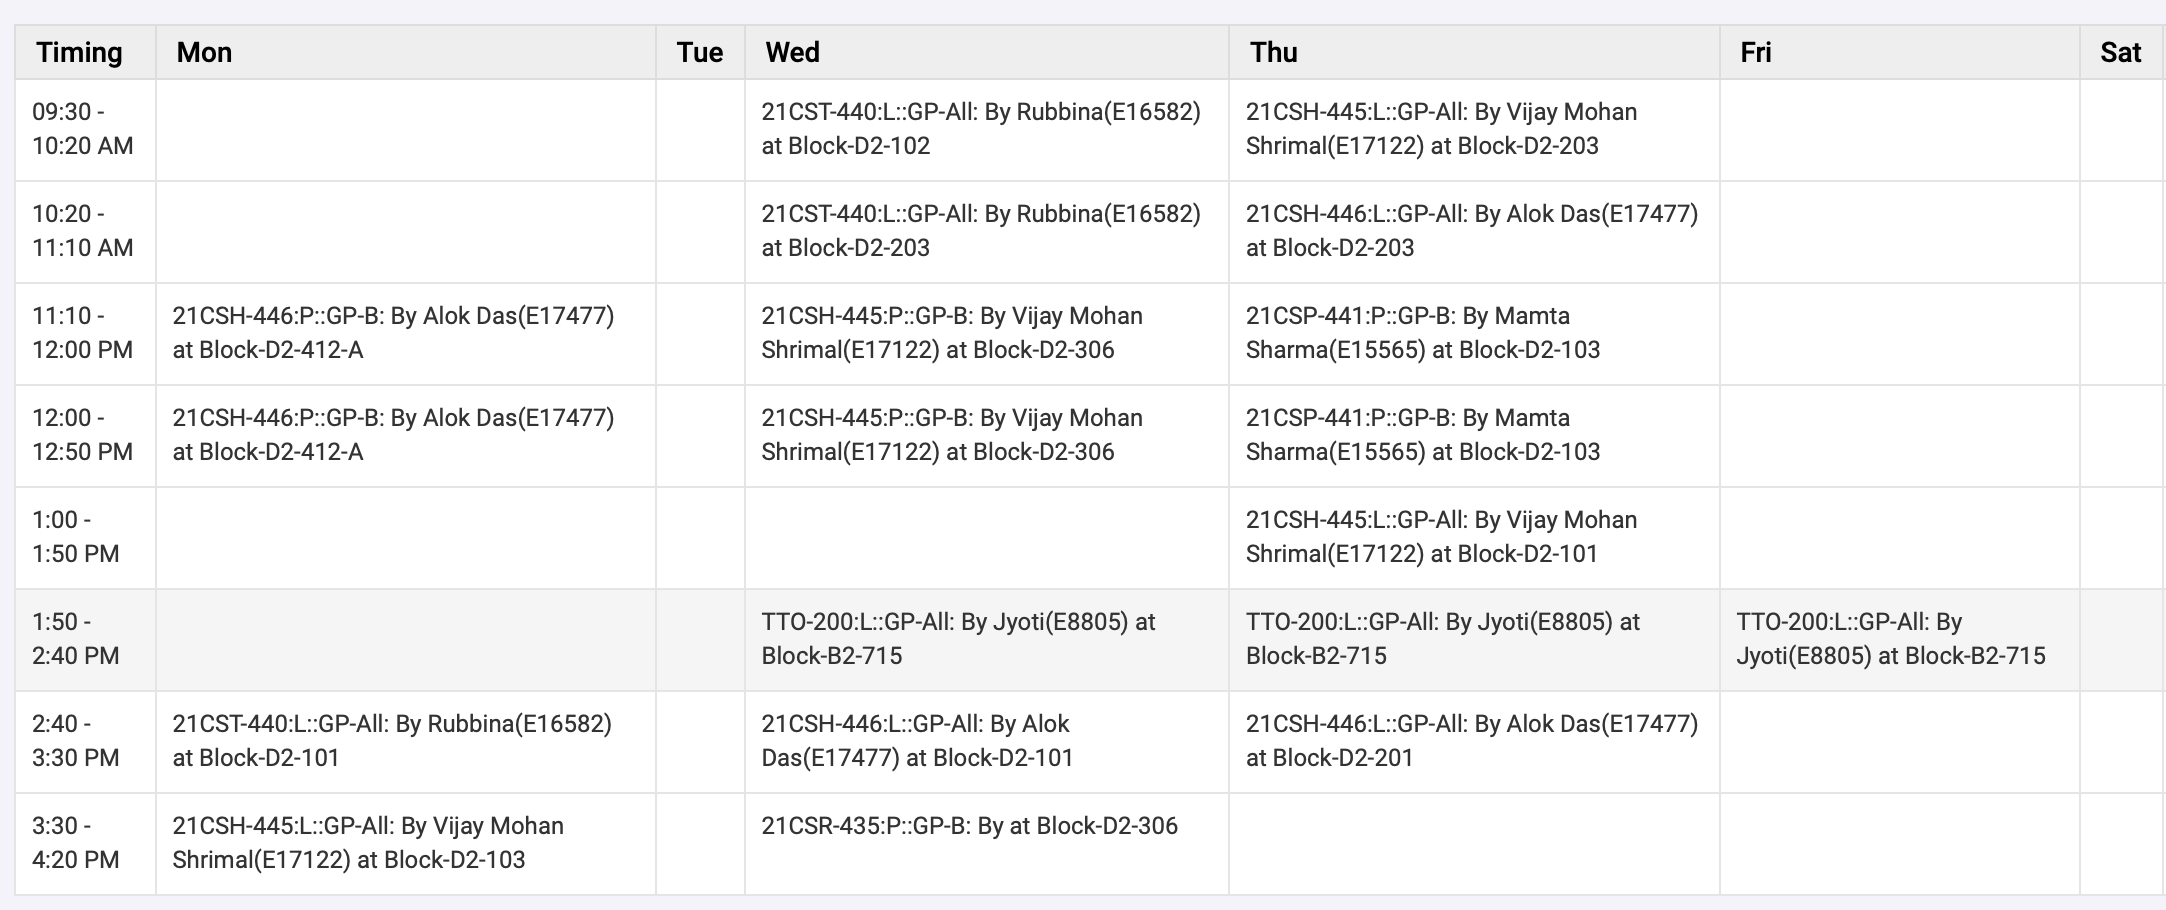 Timing Mon Tue Wed Thu Fri Sat
09:30 - 
10:20 AM
21CST-440:L::GP-All: By Rubbina(E16582)
at Block-D2-102
21CSH-445:L::GP-All: By Vijay Mohan
Shrimal(E17122) at Block-D2-203
10:20 -
11:10 AM
21CST-440:L::GP-All: By Rubbina(E16582)
at Block-D2-203
21CSH-446:L::GP-All: By Alok Das(E17477)
at Block-D2-203
11:10 -
12:00 PM
21CSH-446:P::GP-B: By Alok Das(E17477)
at Block-D2-412-A
21CSH-445:P::GP-B: By Vijay Mohan
Shrimal(E17122) at Block-D2-306
21CSP-441:P::GP-B: By Mamta
Sharma(E15565) at Block-D2-103
12:00 -
12:50 PM
21CSH-446:P::GP-B: By Alok Das(E17477)
at Block-D2-412-A
21CSH-445:P::GP-B: By Vijay Mohan
Shrimal(E17122) at Block-D2-306
21CSP-441:P::GP-B: By Mamta
Sharma(E15565) at Block-D2-103
1:00 -
1:50 PM
21CSH-445:L::GP-All: By Vijay Mohan
Shrimal(E17122) at Block-D2-101
1:50 -
2:40 PM
TTO-200:L::GP-All: By Jyoti(E8805) at
Block-B2-715
TTO-200:L::GP-All: By Jyoti(E8805) at
Block-B2-715
TTO-200:L::GP-All: By
Jyoti(E8805) at Block-B2-715
2:40 -
3:30 PM
21CST-440:L::GP-All: By Rubbina(E16582)
at Block-D2-101
21CSH-446:L::GP-All: By Alok
Das(E17477) at Block-D2-101
21CSH-446:L::GP-All: By Alok Das(E17477)
at Block-D2-201
3:30 -
4:20 PM
21CSH-445:L::GP-All: By Vijay Mohan
Shrimal(E17122) at Block-D2-103
21CSR-435:P::GP-B: By at Block-D2-306